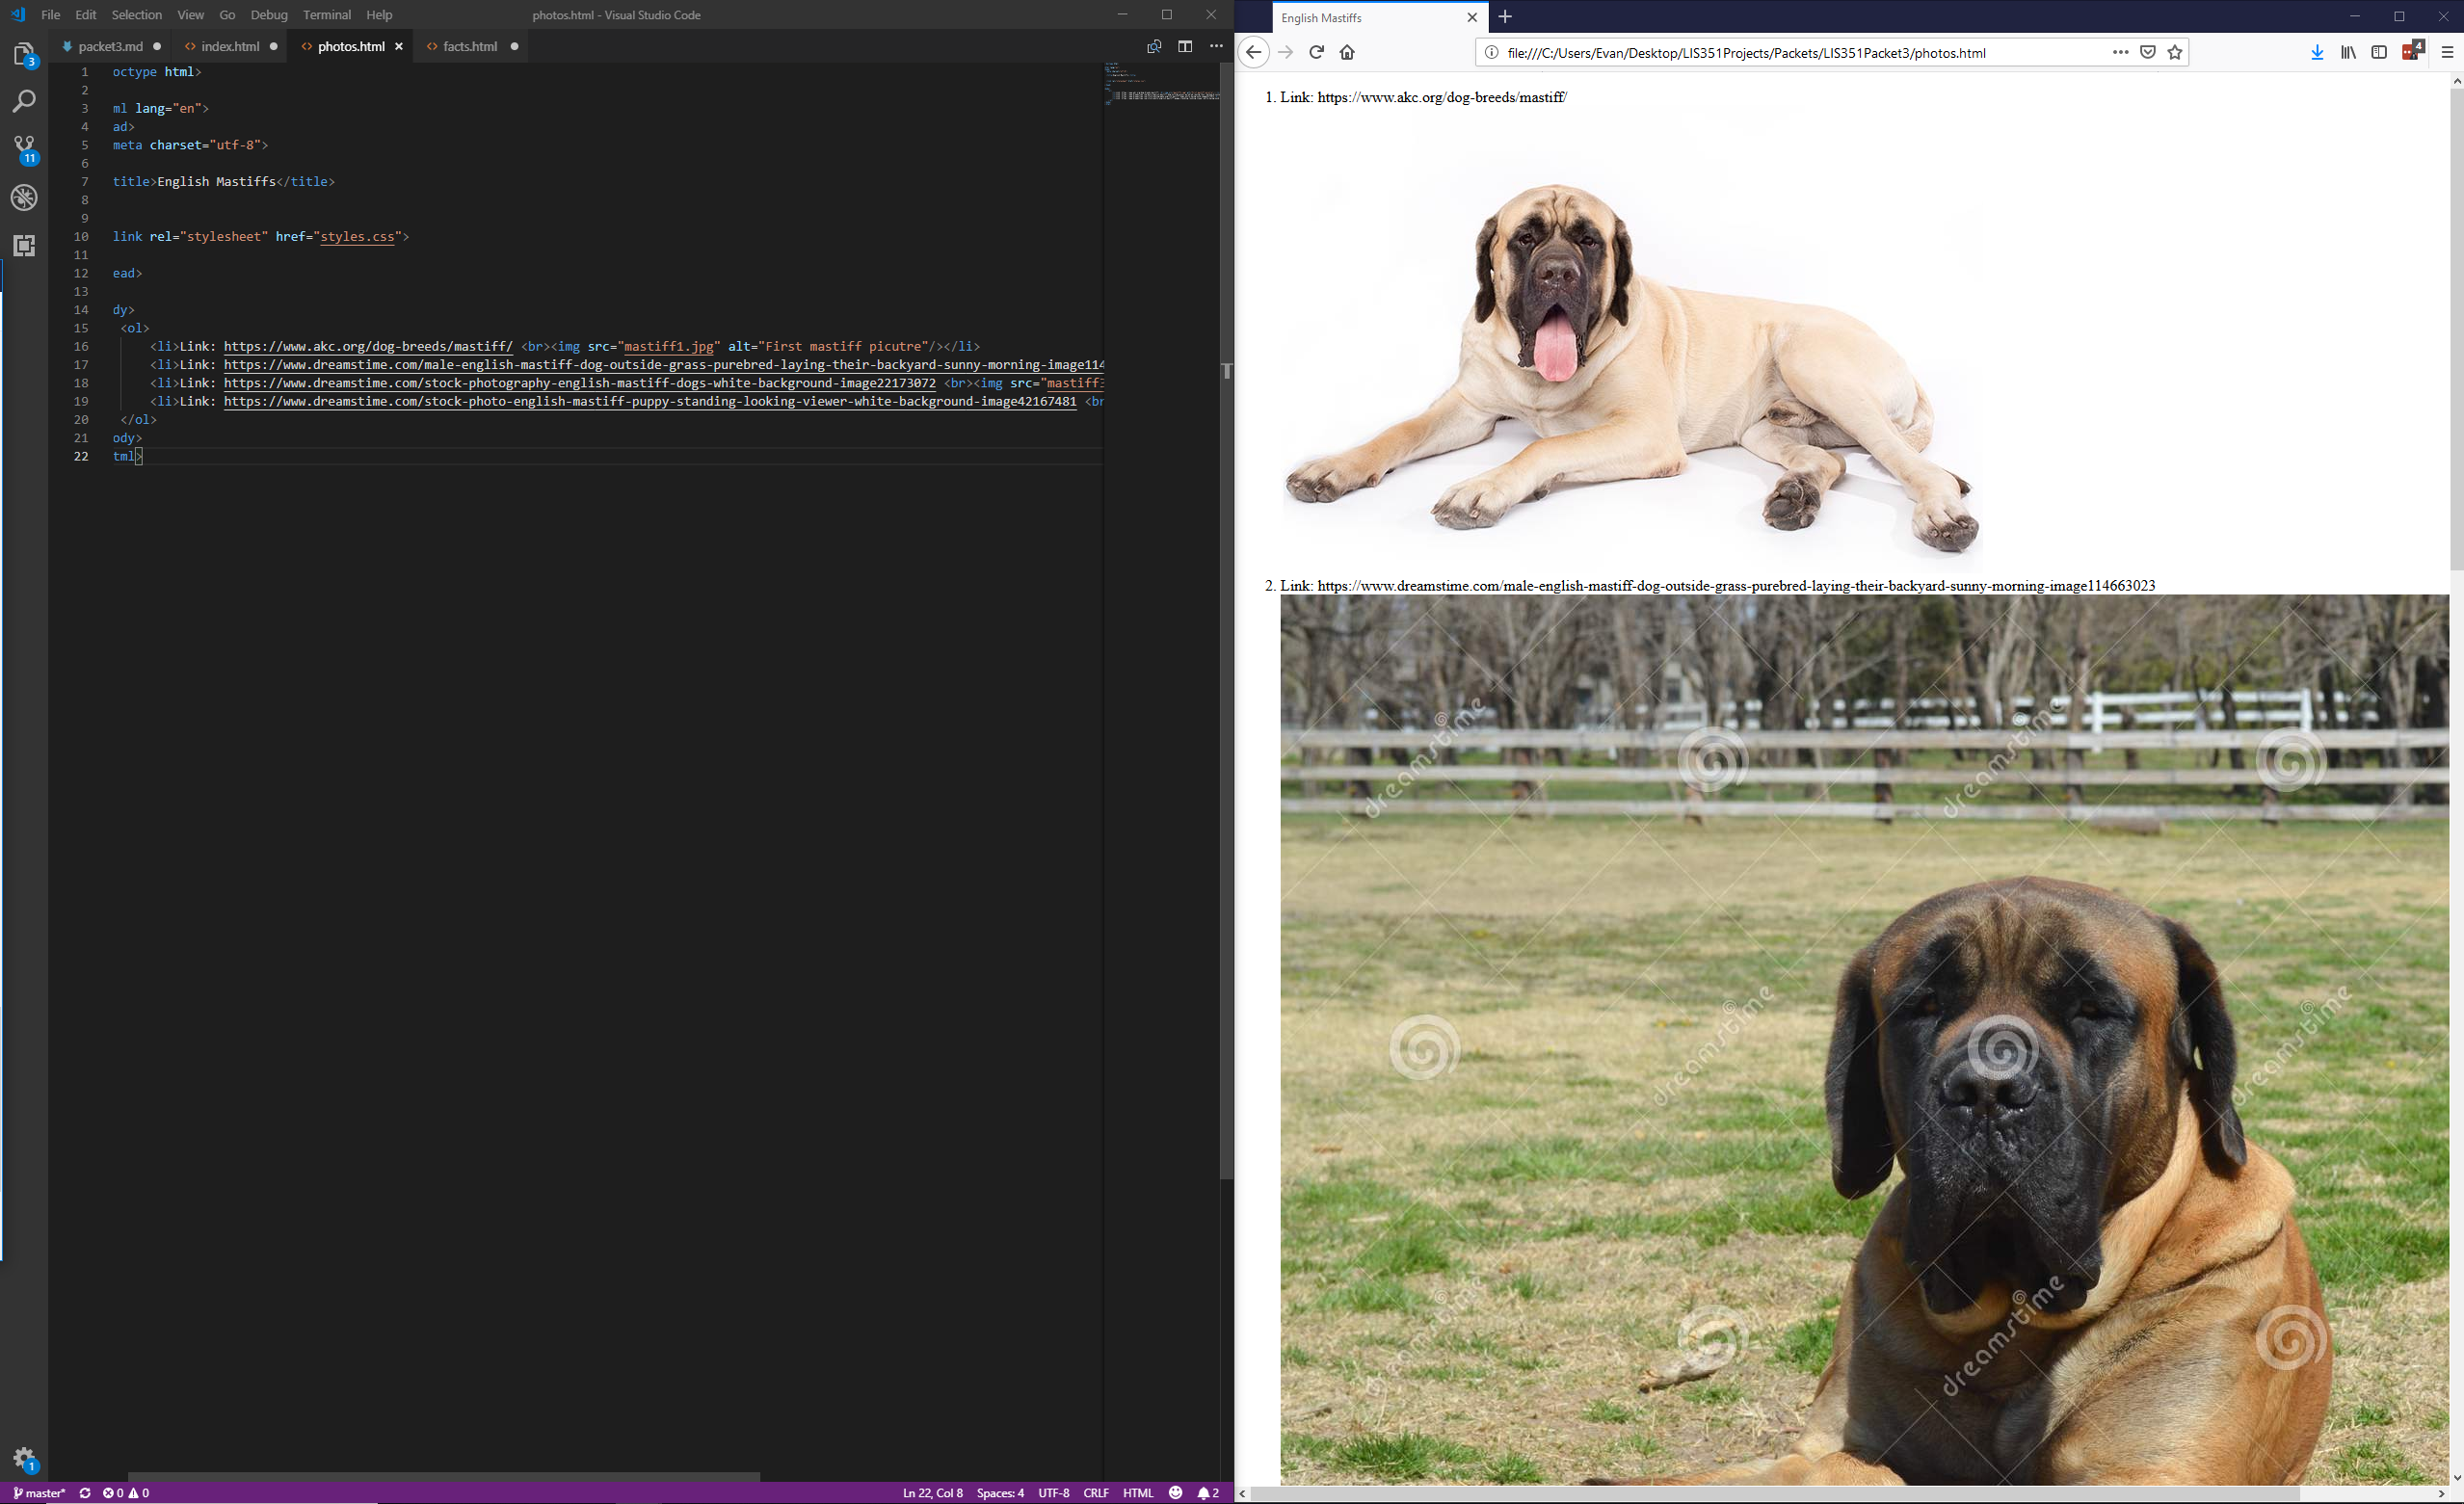 File Edit Selection View Go Debug Terminal Help photos.html - Visual Studio Code
packet3.md index.html photos.html facts.html
1 octype html>
2
3 ml lang="en">
4 ad>
5 meta charset="utf-8">
6
7 title>English Mastiffs</title>
8
9
10 link rel="stylesheet" href="styles.css">
11
12 ead>
13
14 dy>
15 <ol>
16 <li>Link: https://www.akc.org/dog-breeds/mastiff/ <br><img src="mastiff1.jpg" alt="First mastiff picutre"/></li>
17 <li>Link: https://www.dreamstime.com/male-english-mastiff-dog-outside-grass-purebred-laying-their-backyard-sunny-morning-image114
18 <li>Link: https://www.dreamstime.com/stock-photography-english-mastiff-dogs-white-background-image22173072 <br><img src="mastiff3
19 <li>Link: https://www.dreamstime.com/stock-photo-english-mastiff-puppy-standing-looking-viewer-white-background-image42167481 <br
20 </ol>
21 ody>
22 tml>
3
11
1
master* 0 0 Ln 22, Col 8 Spaces: 4 UTF-8 CRLF HTML 2
English Mastiffs
file:///C:/Users/Evan/Desktop/LIS351Projects/Packets/LIS351Packet3/photos.html
4
1. Link: https://www.akc.org/dog-breeds/mastiff/
2. Link: https://www.dreamstime.com/male-english-mastiff-dog-outside-grass-purebred-laying-their-backyard-sunny-morning-image114663023
dreamstime
dreamstime
dreamstime
dreamstime
dreamstime
dreamstime